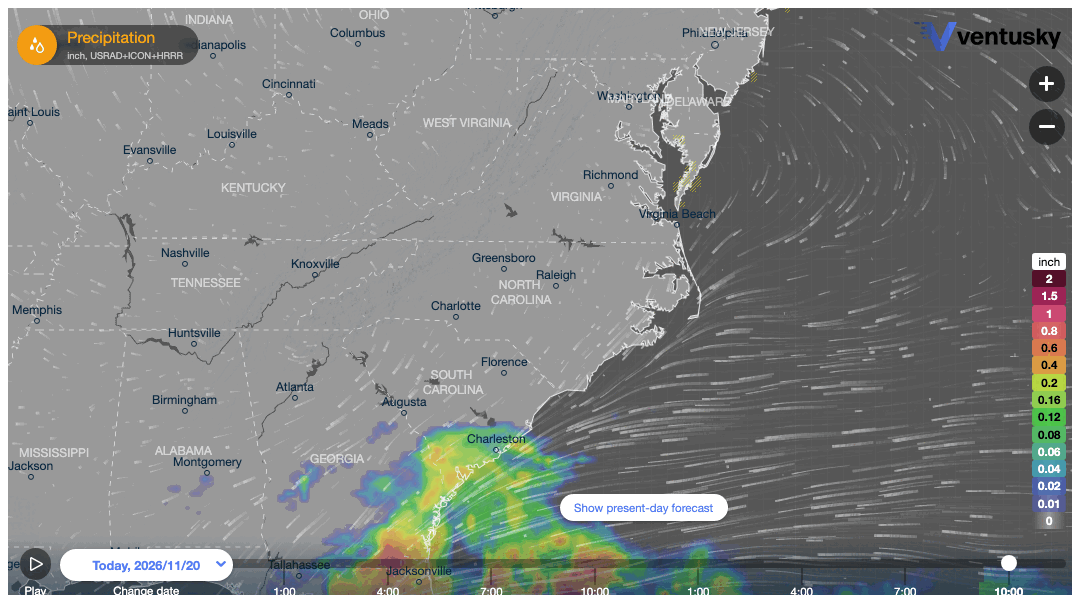 INDIANA
OHIO
Precipitation
inch, USRAD+ICON+HRRR
Columbus
NEW JERSEY
ventusky
Cincinnati
aint Louis
Washington
MARYLAND
DELAWARE
Meads
WEST VIRGINIA
Louisville
Evansville
Richmond
KENTUCKY
VIRGINIA
Virginia Beach
Nashville
Knoxville
Greensboro
TENNESSEE
Raleigh
NORTH
CAROLINA
Memphis
Charlotte
Huntsville
Florence
SOUTH
CAROLINA
Atlanta
Birmingham
Augusta
Charleston
MISSISSIPPI
ALABAMA
GEORGIA
Jackson
Montgomery
inch
2
1.5
1
0.8
0.6
0.4
0.2
0.16
0.12
0.08
0.06
0.04
0.02
0.01
0
Show present-day forecast
Today, 2026/11/20
Tallahassee
Jacksonville
Play
Change date
1:00
4:00
7:00
10:00
1:00
4:00
7:00
10:00